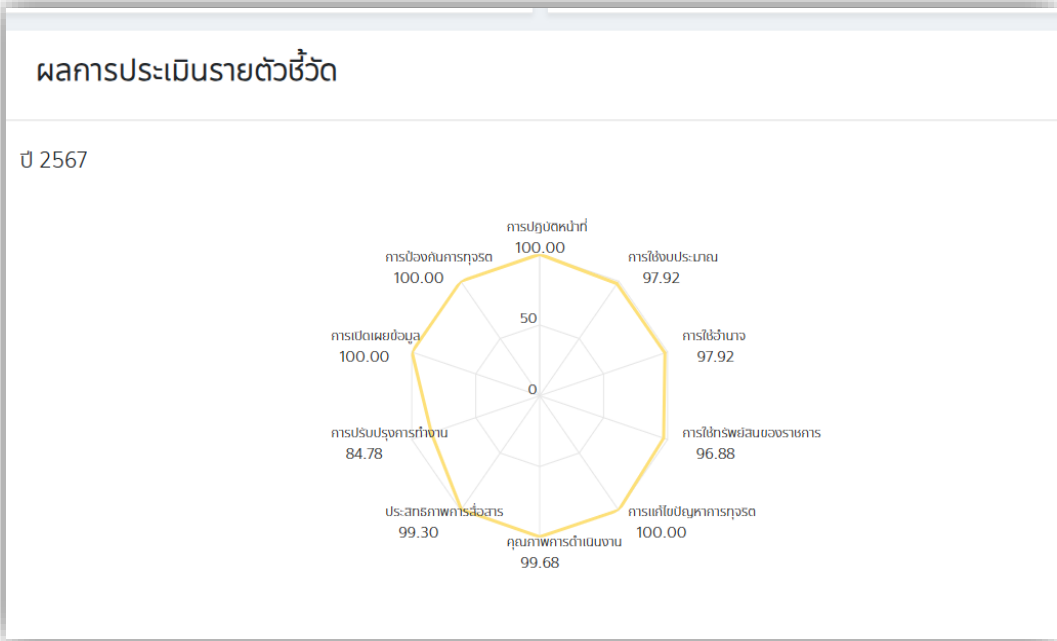 ผลการประเมินรายตัวชี้วัด
ปี 2567
การปฏิบัติหน้าที่
100.00
การป้องกันการทุจริต
100.00
การใช้งบประมาณ
97.92
50
การเปิดเผยข้อมูล
100.00
การใช้อำนาจ
97.92
0
การปรับปรุงการทำงาน
84.78
การใช้ทรัพย์สินของราชการ
96.88
ประสิทธิภาพการสื่อสาร
99.30
การแก้ไขปัญหาการทุจริต
100.00
คุณภาพการดำเนินงาน
99.68